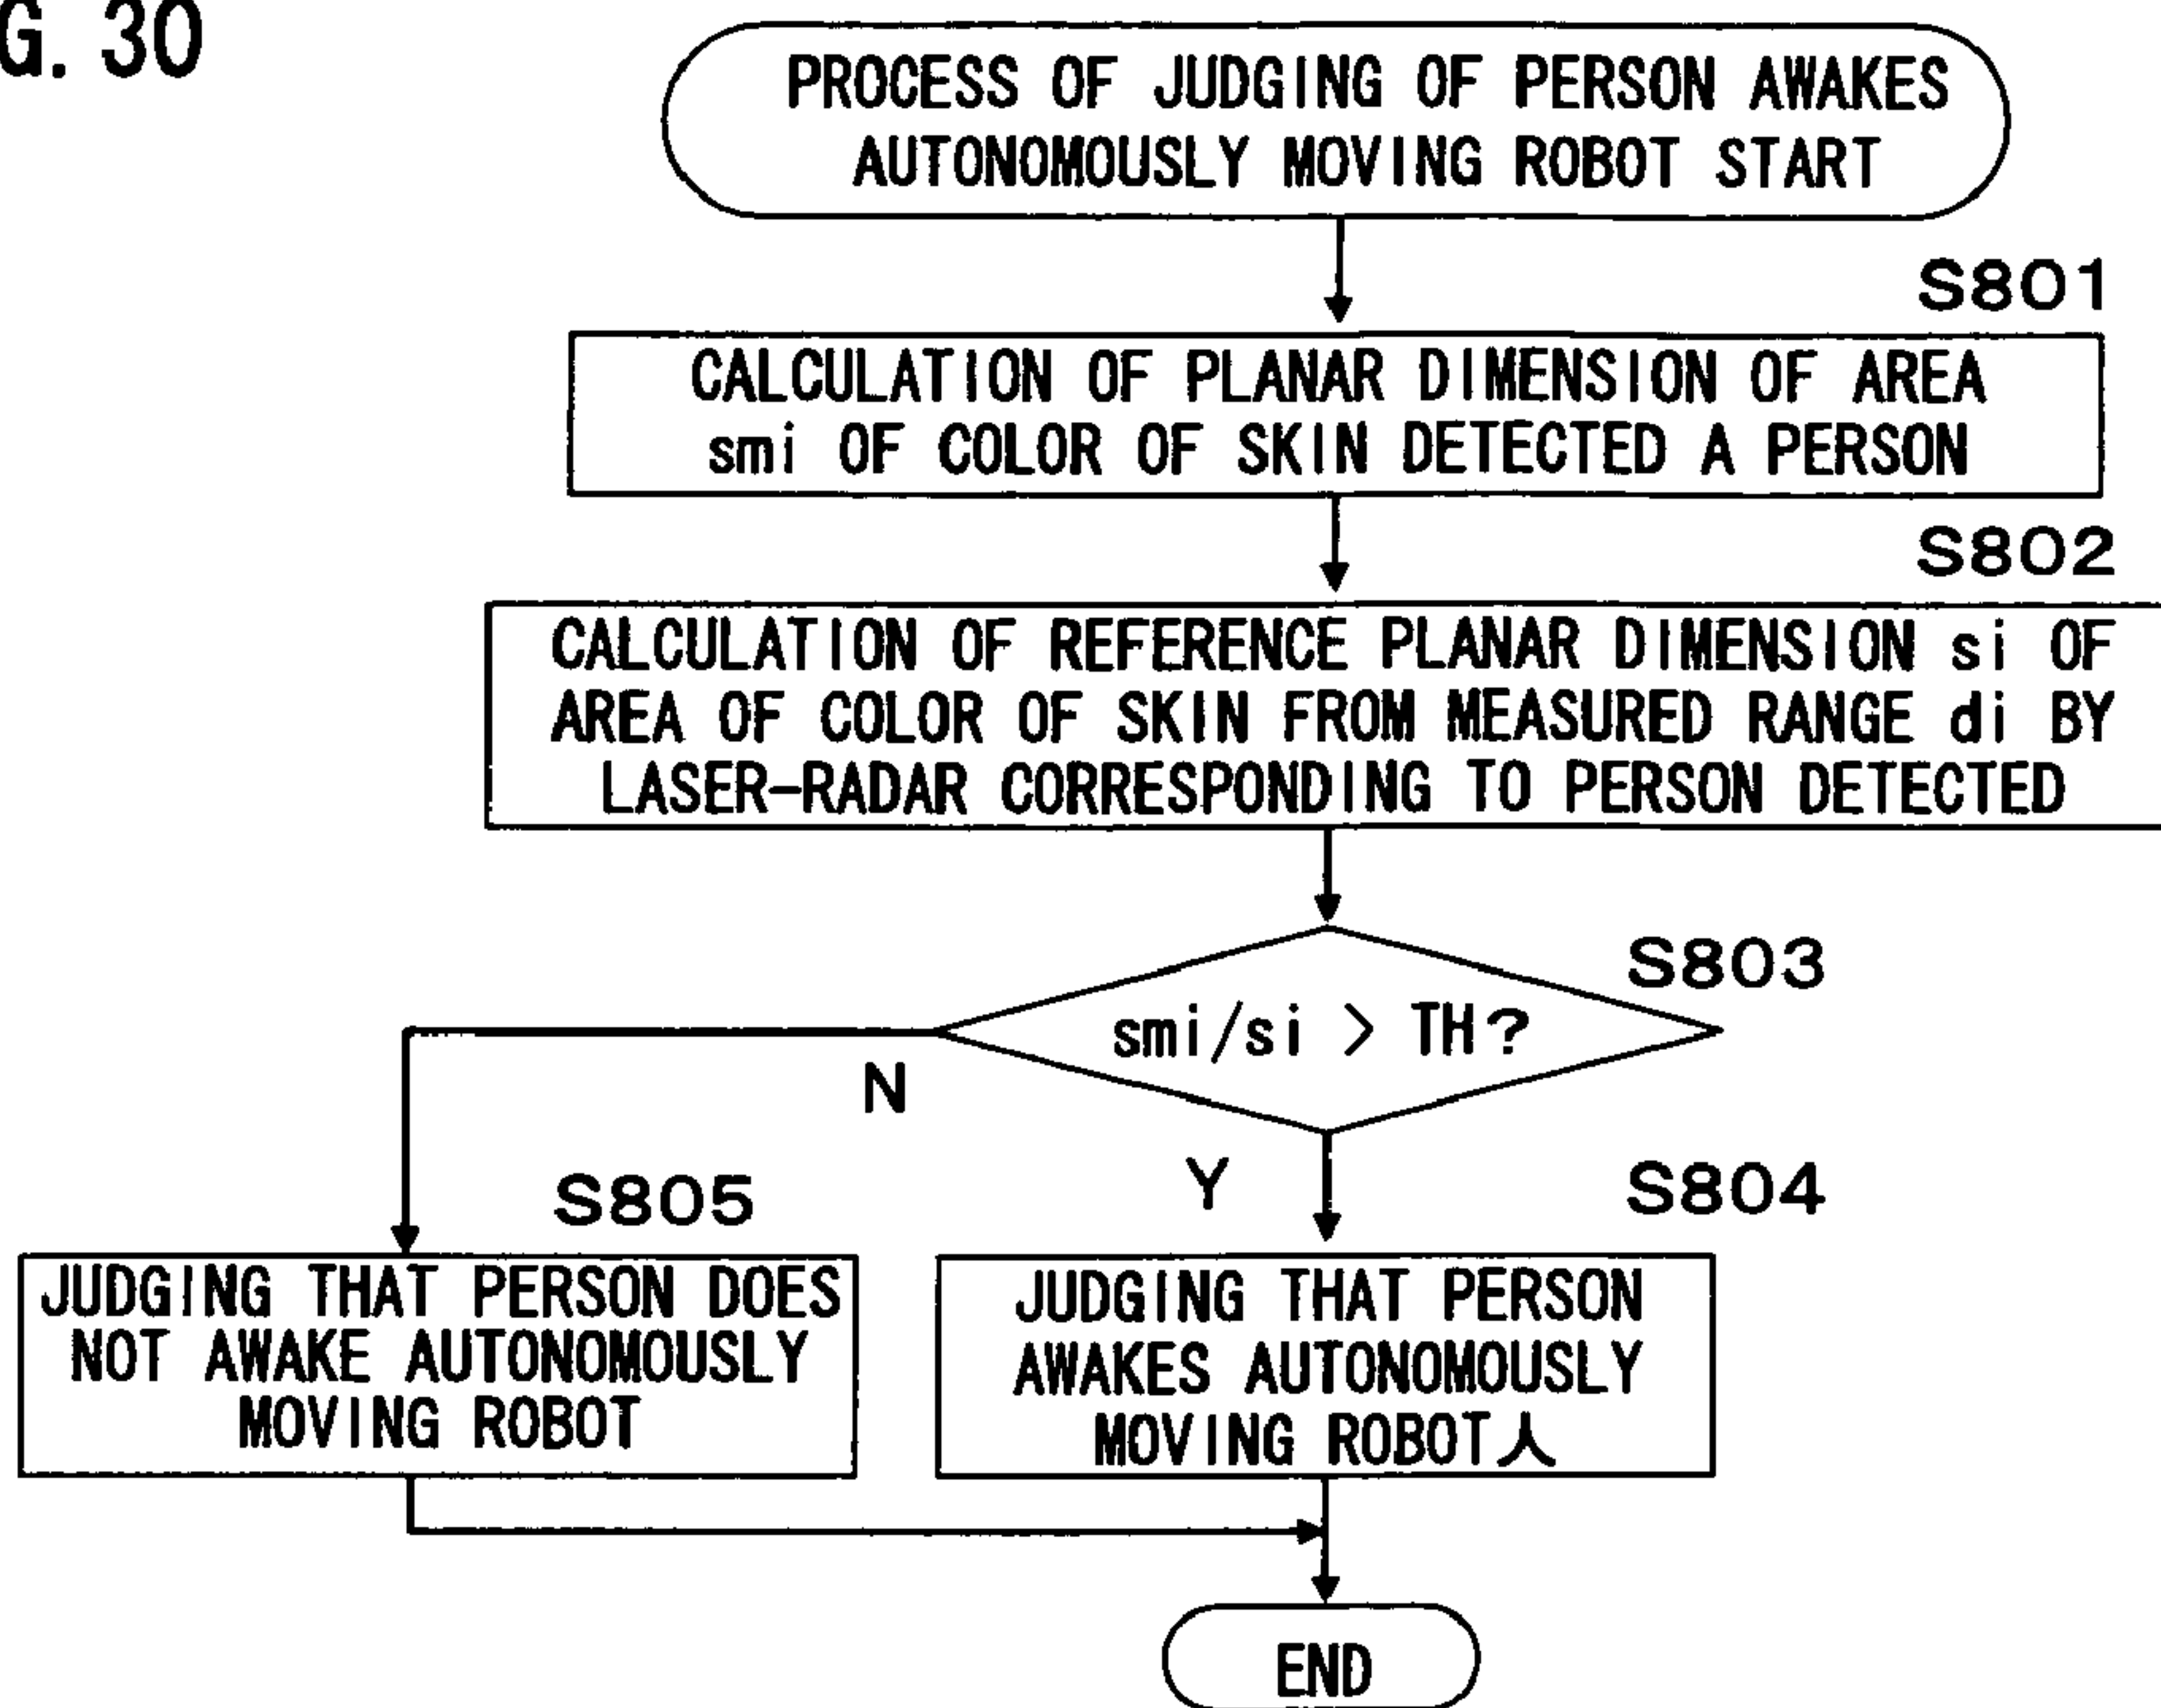 G. 30
PROCESS OF JUDGING OF PERSON AWAKES
AUTONOMOUSLY MOVING ROBOT START
S801
CALCULATION OF PLANAR DIMENSION OF AREA
smi OF COLOR OF SKIN DETECTED A PERSON
S802
CALCULATION OF REFERENCE PLANAR DIMENSION si OF
AREA OF COLOR OF SKIN FROM MEASURED RANGE di BY
LASER-RADAR CORRESPONDING TO PERSON DETECTED
S803
smi/si > TH?
N
Y
S805
S804
JUDGING THAT PERSON DOES
NOT AWAKE AUTONOMOUSLY
MOVING ROBOT
JUDGING THAT PERSON
AWAKES AUTONOMOUSLY
MOVING ROBOT人
END